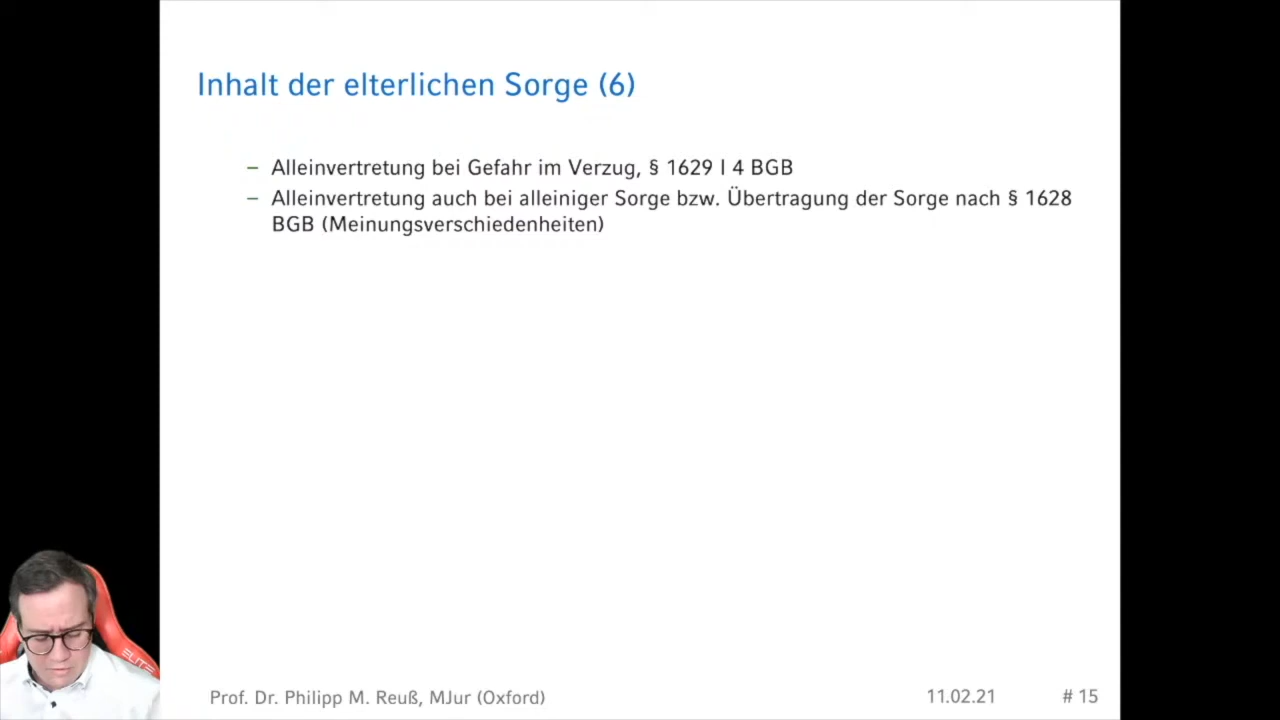 Inhalt der elterlichen Sorge (6)
– Alleinvertretung bei Gefahr im Verzug, § 1629 I 4 BGB
– Alleinvertretung auch bei alleiniger Sorge bzw. Übertragung der Sorge nach § 1628
BGB (Meinungsverschiedenheiten)
ELITE
Prof. Dr. Philipp M. Reuß, MJur (Oxford)
11.02.21
# 15